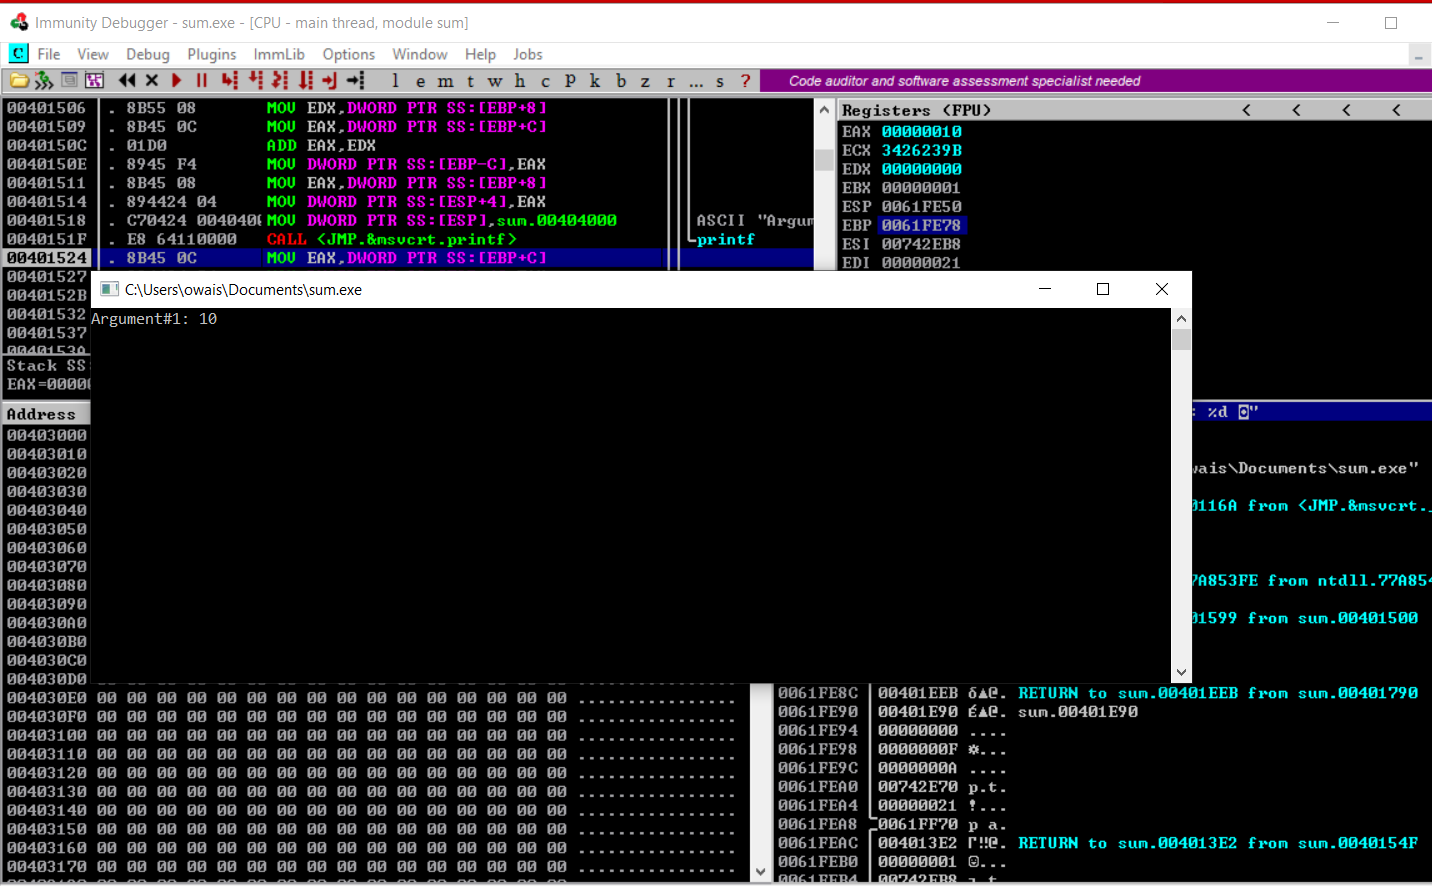 Immunity Debugger - sum.exe - [CPU - main thread, module sum]
C File View Debug Plugins ImmLib Options Window Help Jobs
l e m t w h c P k b z r ... s ? Code auditor and software assessment specialist needed
00401506 . 8B55 08 MOV EDX,DWORD PTR SS:[EBP+8]
00401509 . 8B45 0C MOV EAX,DWORD PTR SS:[EBP+C]
0040150C . 01D0 ADD EAX,EDX
0040150E . 8945 F4 MOV DWORD PTR SS:[EBP-C],EAX
00401511 . 8B45 08 MOV EAX,DWORD PTR SS:[EBP+8]
00401514 . 894424 04 MOV DWORD PTR SS:[ESP+4],EAX
00401518 . C70424 004040 MOV DWORD PTR SS:[ESP],sum.00404000 ASCII "Argum
0040151F . E8 64110000 CALL <JMP.&msvcrt.printf> printf
00401524 . 8B45 0C MOV EAX,DWORD PTR SS:[EBP+C]
00401527
0040152B
00401532
00401537
0040153A
Stack SS:
EAX=00000
Registers (FPU) < < < <
EAX 00000010
ECX 3426239B
EDX 00000000
EBX 00000001
ESP 0061FE50
EBP 0061FE78
ESI 00742EB8
EDI 00000021
C:\Users\owais\Documents\sum.exe
Argument#1: 10
Address
00403000
00403010
00403020
00403030
00403040
00403050
00403060
00403070
00403080
00403090
004030A0
004030B0
004030C0
004030D0
004030E0 00 00 00 00 00 00 00 00 00 00 00 00 00 00 00 00 ................
004030F0 00 00 00 00 00 00 00 00 00 00 00 00 00 00 00 00 ................
00403100 00 00 00 00 00 00 00 00 00 00 00 00 00 00 00 00 ................
00403110 00 00 00 00 00 00 00 00 00 00 00 00 00 00 00 00 ................
00403120 00 00 00 00 00 00 00 00 00 00 00 00 00 00 00 00 ................
00403130 00 00 00 00 00 00 00 00 00 00 00 00 00 00 00 00 ................
00403140 00 00 00 00 00 00 00 00 00 00 00 00 00 00 00 00 ................
00403150 00 00 00 00 00 00 00 00 00 00 00 00 00 00 00 00 ................
00403160 00 00 00 00 00 00 00 00 00 00 00 00 00 00 00 00 ................
00403170 00 00 00 00 00 00 00 00 00 00 00 00 00 00 00 00 ................
: %d ◙"
wais\Documents\sum.exe"
0116A from <JMP.&msvcrt._
7A853FE from ntdll.77A854
01599 from sum.00401500
0061FE8C 00401EEB δ▲@. RETURN to sum.00401EEB from sum.00401790
0061FE90 00401E90 É▲@. sum.00401E90
0061FE94 00000000 ....
0061FE98 0000000F ☼...
0061FE9C 0000000A ....
0061FEA0 00742E70 p.t.
0061FEA4 00000021 !...
0061FEA8 0061FF70 p a.
0061FEAC 004013E2 Γ‼@. RETURN to sum.004013E2 from sum.0040154F
0061FEB0 00000001 ☺...
0061FEB4 00742EB8